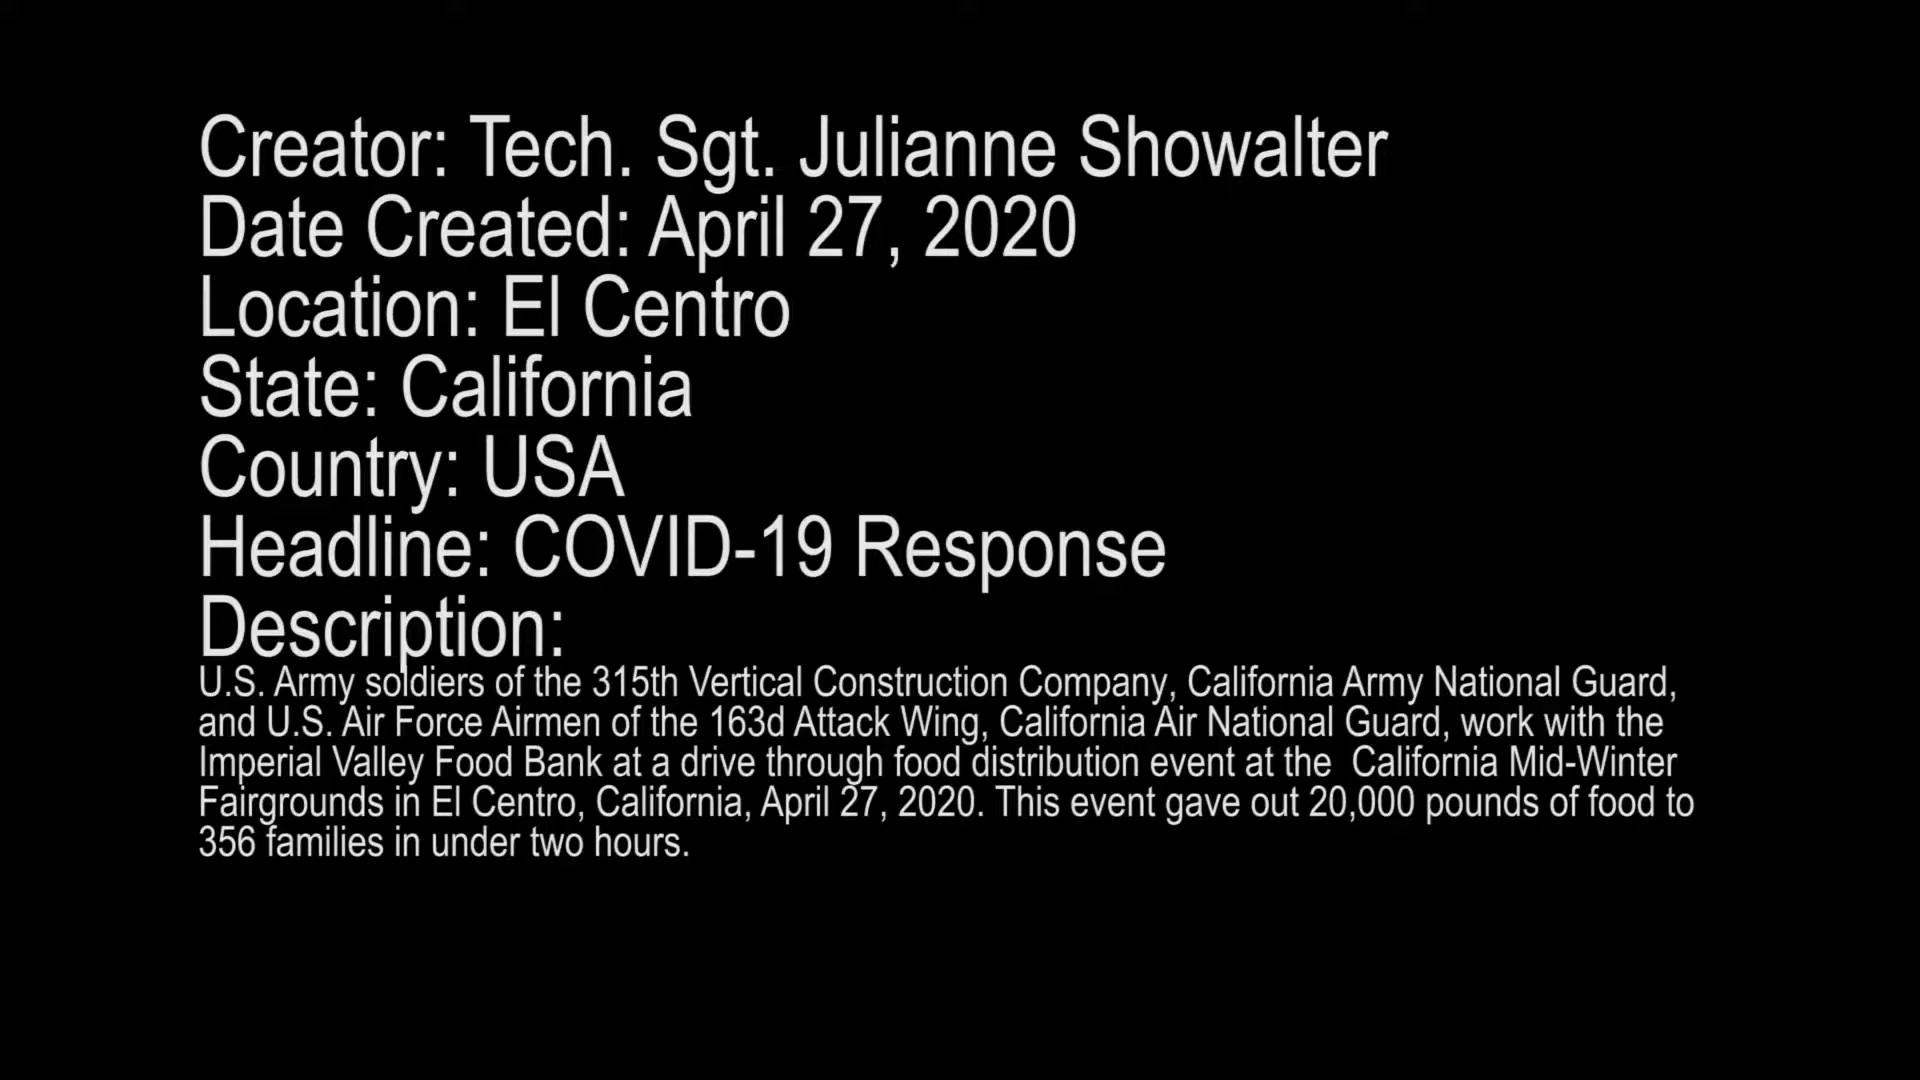 Creator: Tech. Sgt. Julianne Showalter
Date Created: April 27, 2020
Location: El Centro
State: California
Country: USA
Headline: COVID-19 Response
Description:
U.S. Army soldiers of the 315th Vertical Construction Company, California Army National Guard,
and U.S. Air Force Airmen of the 163d Attack Wing, California Air National Guard, work with the
Imperial Valley Food Bank at a drive through food distribution event at the  California Mid-Winter
Fairgrounds in El Centro, California, April 27, 2020. This event gave out 20,000 pounds of food to
356 families in under two hours.